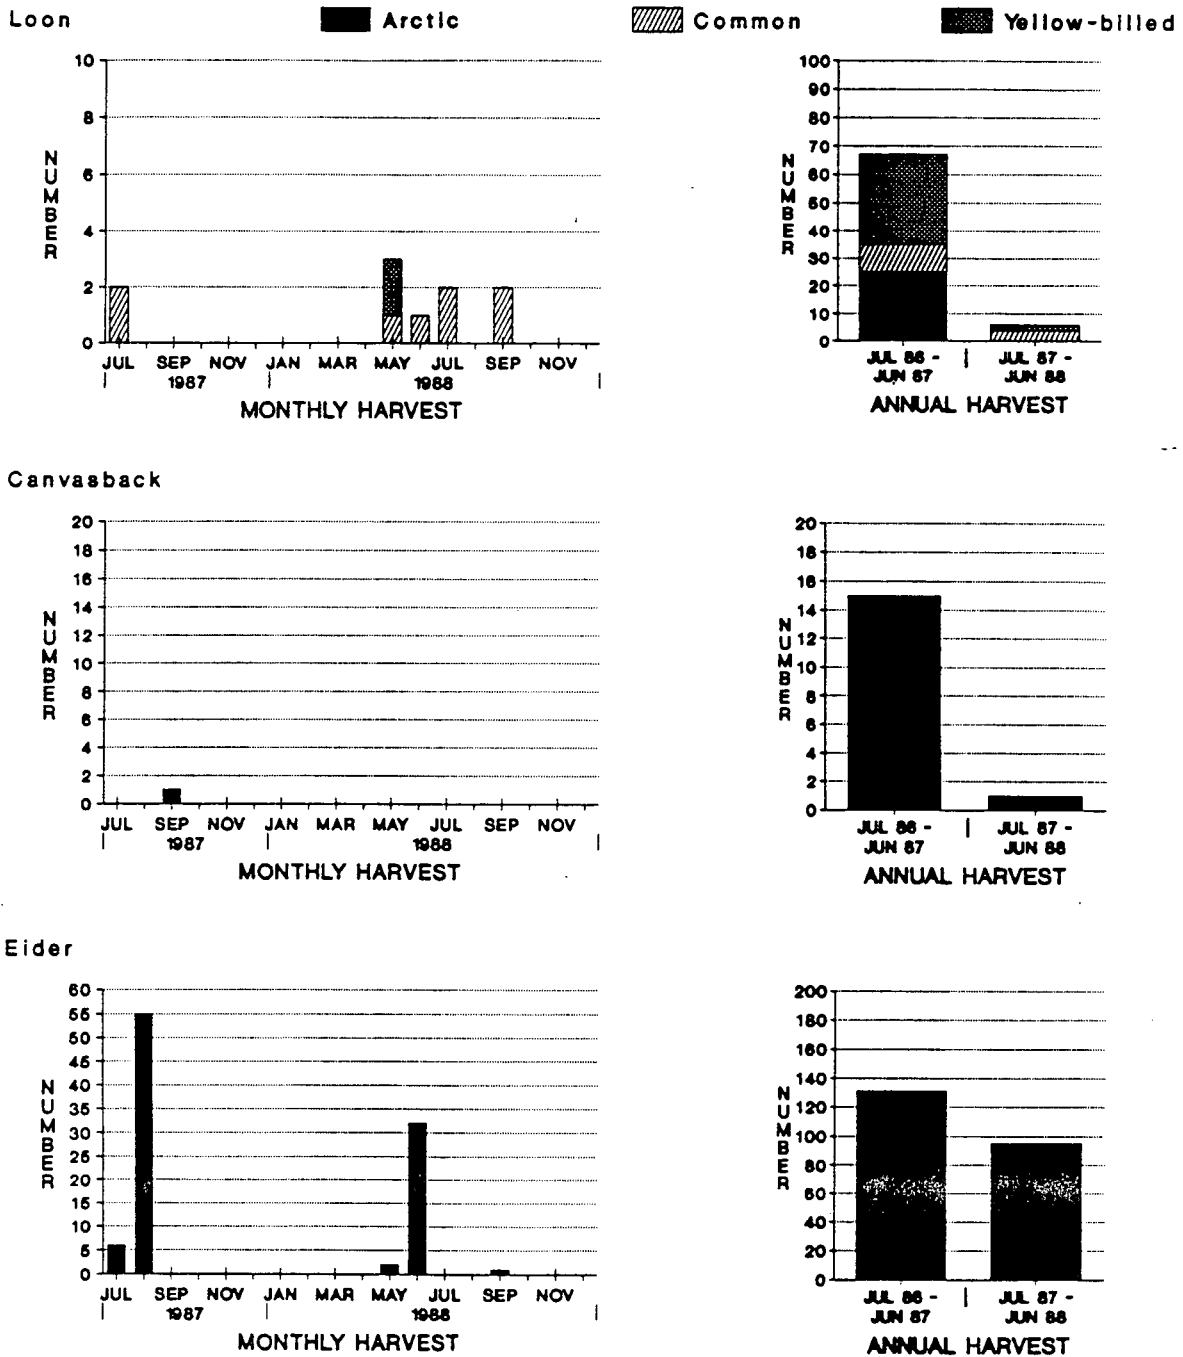 Loon Arctic Common Yellow-billed
10
8
6
4
2
0
NUMBER
JUL SEP NOV JAN MAR MAY JUL SEP NOV
1987 1988
MONTHLY HARVEST
100
90
80
70
60
50
40
30
20
10
0
NUMBER
JUL 86 - JUL 87 -
JUN 87 JUN 88
ANNUAL HARVEST
Canvasback
20
18
16
14
12
10
8
6
4
2
0
NUMBER
JUL SEP NOV JAN MAR MAY JUL SEP NOV
1987 1988
MONTHLY HARVEST
20
18
16
14
12
10
8
6
4
2
0
NUMBER
JUL 86 - JUL 87 -
JUN 87 JUN 88
ANNUAL HARVEST
Eider
60
55
50
45
40
35
30
25
20
15
10
5
0
NUMBER
JUL SEP NOV JAN MAR MAY JUL SEP NOV
1987 1988
MONTHLY HARVEST
200
180
160
140
120
100
80
60
40
20
0
NUMBER
JUL 86 - JUL 87 -
JUN 87 JUN 88
ANNUAL HARVEST